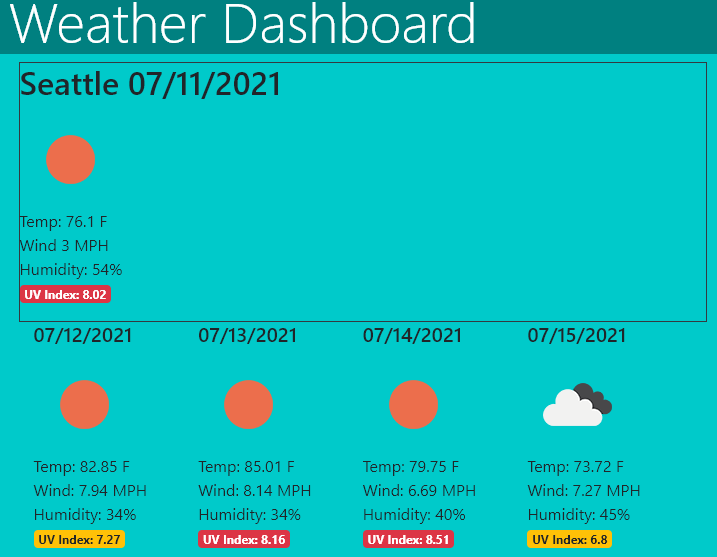 Weather Dashboard
Seattle 07/11/2021
Temp: 76.1 F
Wind 3 MPH
Humidity: 54%
UV Index: 8.02
07/12/2021
Temp: 82.85 F
Wind: 7.94 MPH
Humidity: 34%
UV Index: 7.27
07/13/2021
Temp: 85.01 F
Wind: 8.14 MPH
Humidity: 34%
UV Index: 8.16
07/14/2021
Temp: 79.75 F
Wind: 6.69 MPH
Humidity: 40%
UV Index: 8.51
07/15/2021
Temp: 73.72 F
Wind: 7.27 MPH
Humidity: 45%
UV Index: 6.8